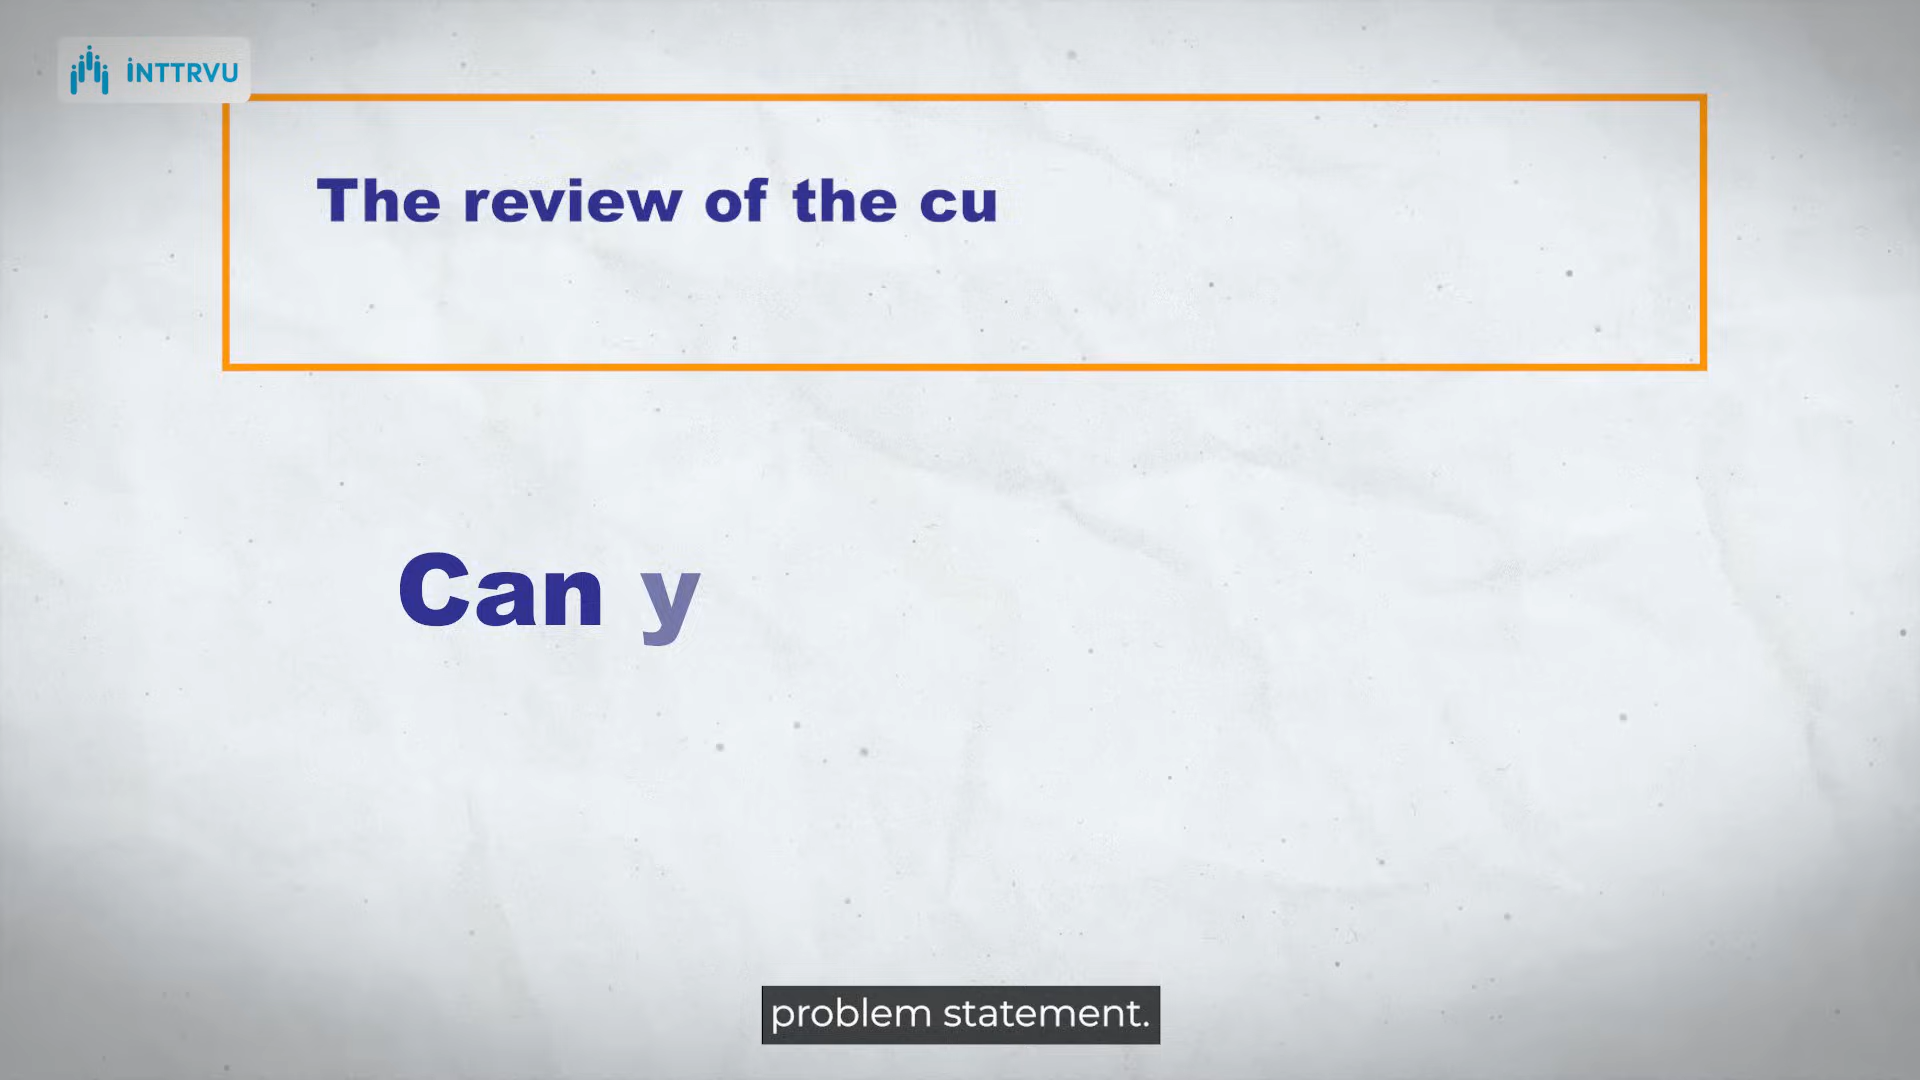 INTTRVU
The review of the cu
Can y
problem statement.